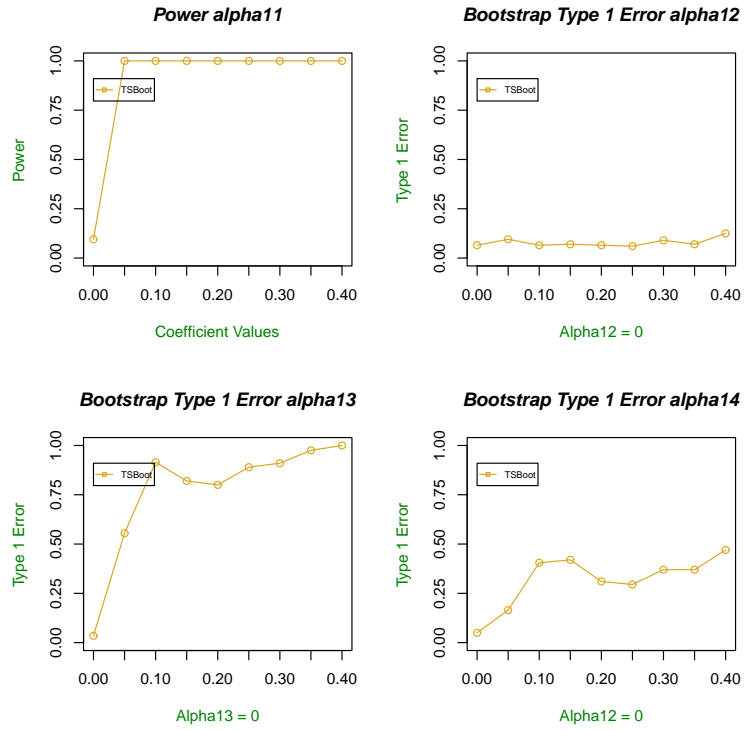 Power alpha11
1.00
0.75
0.50
0.25
0.00
Power
TSBoot
0.00 0.10 0.20 0.30 0.40
Coefficient Values
Bootstrap Type 1 Error alpha12
1.00
0.75
0.50
0.25
0.00
Type 1 Error
TSBoot
0.00 0.10 0.20 0.30 0.40
Alpha12 = 0
Bootstrap Type 1 Error alpha13
1.00
0.75
0.50
0.25
0.00
Type 1 Error
TSBoot
0.00 0.10 0.20 0.30 0.40
Alpha13 = 0
Bootstrap Type 1 Error alpha14
1.00
0.75
0.50
0.25
0.00
Type 1 Error
TSBoot
0.00 0.10 0.20 0.30 0.40
Alpha12 = 0